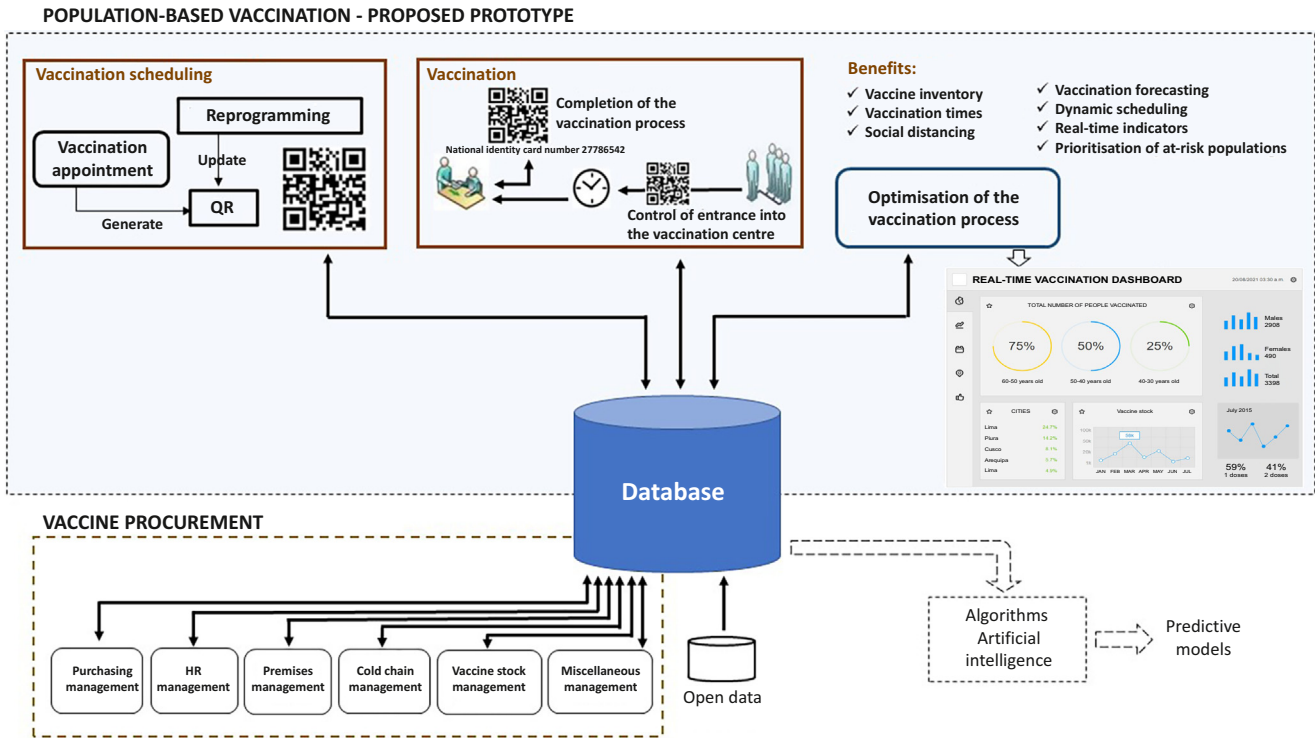 POPULATION-BASED VACCINATION - PROPOSED PROTOTYPE
Vaccination scheduling
Reprogramming
Vaccination
appointment
Update
QR
Generate
Vaccination
Completion of the
vaccination process
National identity card number 27786542
Control of entrance into
the vaccination centre
Benefits:
✓ Vaccine inventory
✓ Vaccination times
✓ Social distancing
✓ Vaccination forecasting
✓ Dynamic scheduling
✓ Real-time indicators
✓ Prioritisation of at-risk populations
Optimisation of the
vaccination process
REAL-TIME VACCINATION DASHBOARD
20/08/2021 03:30 a.m.
TOTAL NUMBER OF PEOPLE VACCINATED
75%
50%
25%
60-50 years old
50-40 years old
40-30 years old
Males
2908
Females
490
Total
3398
CITIES
Lima
Piura
Cusco
Arequipa
Lima
Vaccine stock
JAN FEB MAR APR MAY JUN JUL
July 2015
59%
1 doses
41%
2 doses
Database
VACCINE PROCUREMENT
Purchasing
management
HR
management
Premises
management
Cold chain
management
Vaccine stock
management
Miscellaneous
management
Open data
Algorithms
Artificial
intelligence
Predictive
models